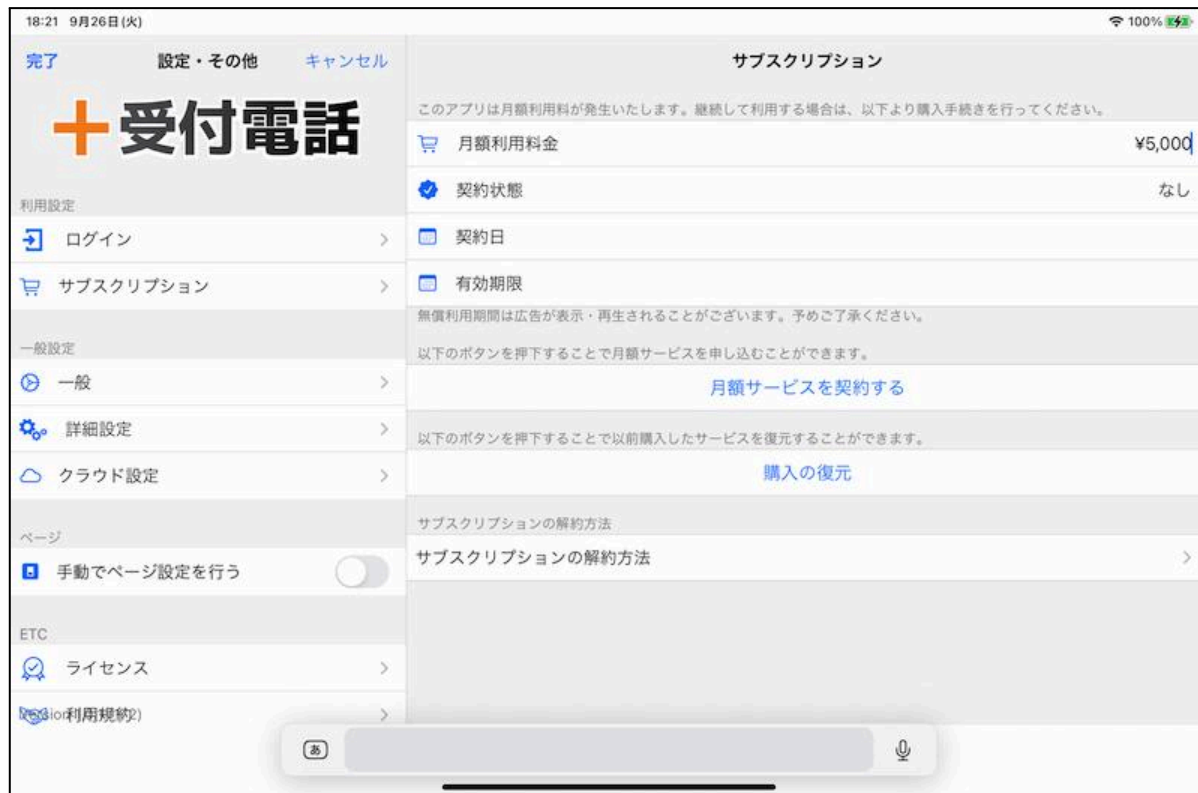 18:21 9月26日(火)
100%
完了
設定・その他
キャンセル
+受付電話
利用設定
ログイン
サブスクリプション
一般設定
一般
詳細設定
クラウド設定
ページ
手動でページ設定を行う
ETC
ライセンス
利用規約
サブスクリプション
このアプリは月額利用料が発生いたします。継続して利用する場合は、以下より購入手続きを行ってください。
月額利用料金 ¥5,000
契約状態 なし
契約日
有効期限
無償利用期間は広告が表示・再生されることがございます。予めご了承ください。
以下のボタンを押下することで月額サービスを申し込むことができます。
月額サービスを契約する
以下のボタンを押下することで以前購入したサービスを復元することができます。
購入の復元
サブスクリプションの解約方法
サブスクリプションの解約方法
あ